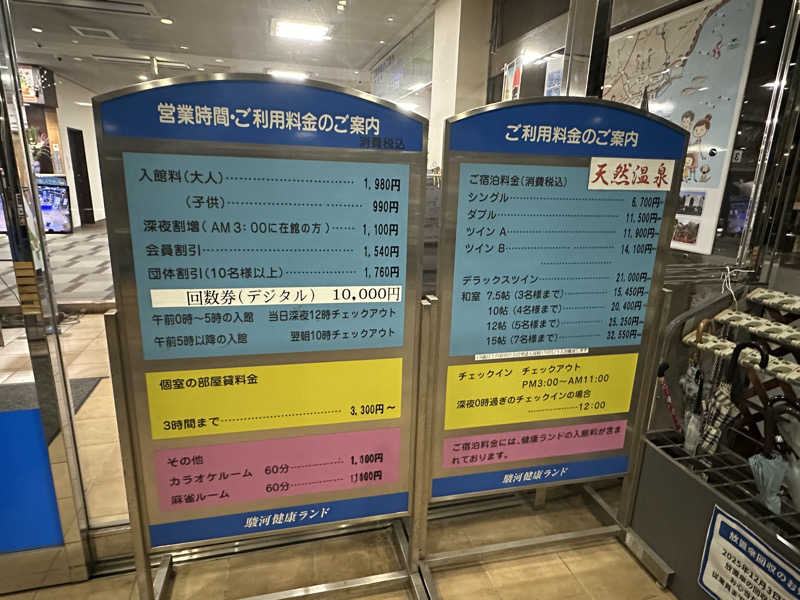 営業時間・ご利用料金のご案内
消費税込
入館料(大人) 1,980円
(子供) 990円
深夜割増(AM3:00に在館の方) 1,100円
会員割引 1,540円
団体割引(10名様以上) 1,760円
回数券(デジタル) 10,000円
午前0時〜5時の入館 当日深夜12時チェックアウト
午前5時以降の入館 翌朝10時チェックアウト
個室の部屋貸料金
3時間まで 3,300円〜
その他
カラオケルーム 60分
麻雀ルーム 60分
駿河健康ランド
ご利用料金のご案内
天然温泉
ご宿泊料金(消費税込)
シングル 6,700円〜
ダブル 11,500円〜
ツインA 11,900円〜
ツインB 14,100円〜
デラックスツイン 21,000円〜
和室 7.5帖(3名様まで) 15,450円〜
10帖(4名様まで) 20,400円〜
12帖(5名様まで) 25,250円〜
15帖(7名様まで) 32,550円〜
チェックイン チェックアウト
PM3:00〜AM11:00
深夜0時過ぎのチェックインの場合
12:00
ご宿泊料金には、健康ランドの入館料が含ま
れております。
駿河健康ランド
放置傘回収のお
2025年12月3